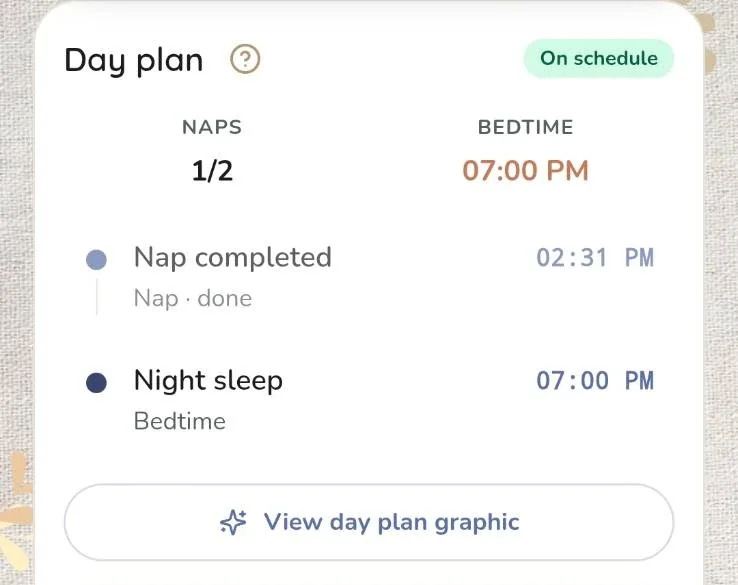 Day plan ?
On schedule
NAPS
1/2
BEDTIME
07:00 PM
Nap completed
02:31 PM
Nap · done
Night sleep
07:00 PM
Bedtime
View day plan graphic